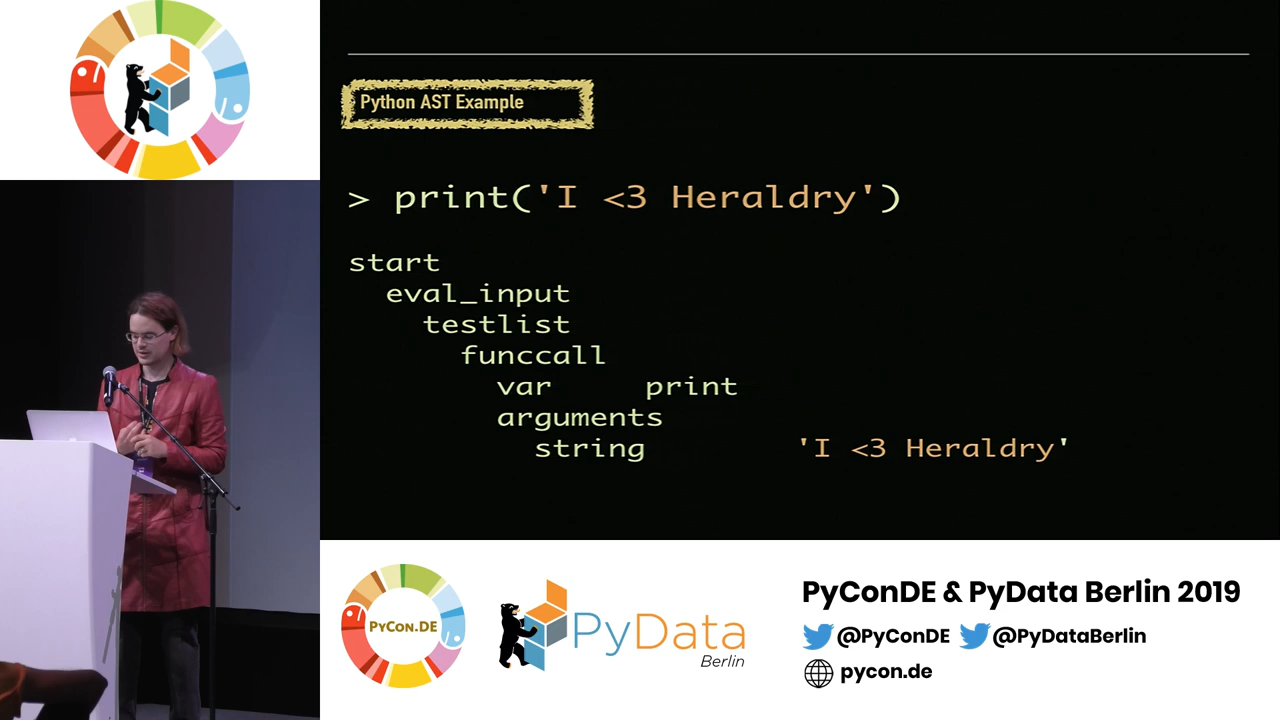 Python AST Example
> print('I <3 Heraldry')
start
eval_input
testlist
funccall
var print
arguments
string 'I <3 Heraldry'
PyCon.DE
PyData
Berlin
PyConDE & PyData Berlin 2019
@PyConDE @PyDataBerlin
pycon.de